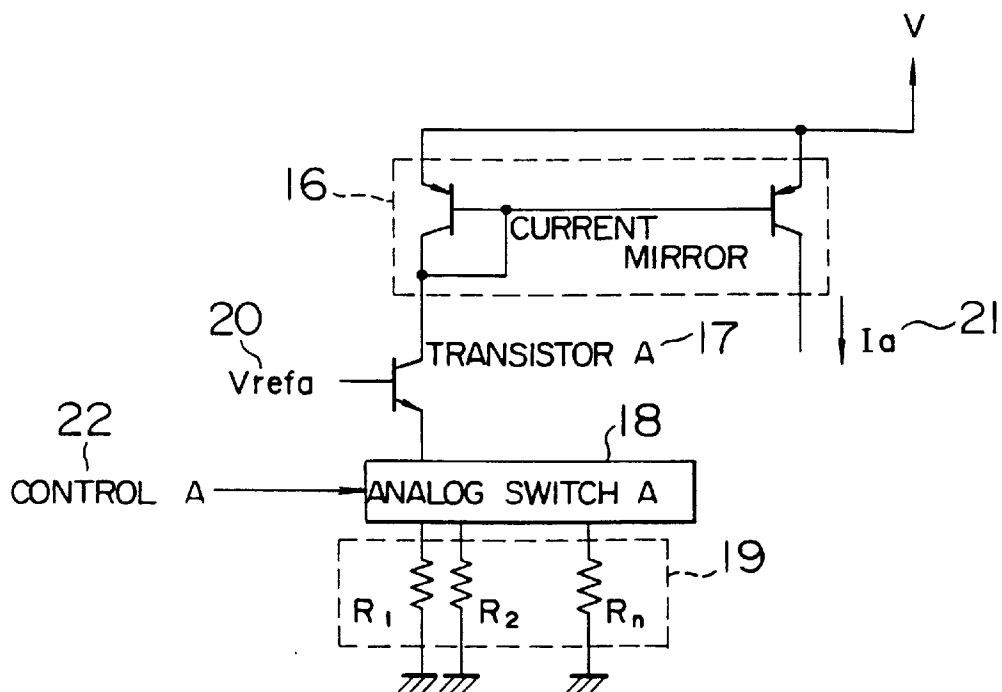 V
16
CURRENT
MIRROR
20
TRANSISTOR A
17
Ia
21
Vrefa
22
18
CONTROL A
ANALOG SWITCH A
19
R1
R2
Rn